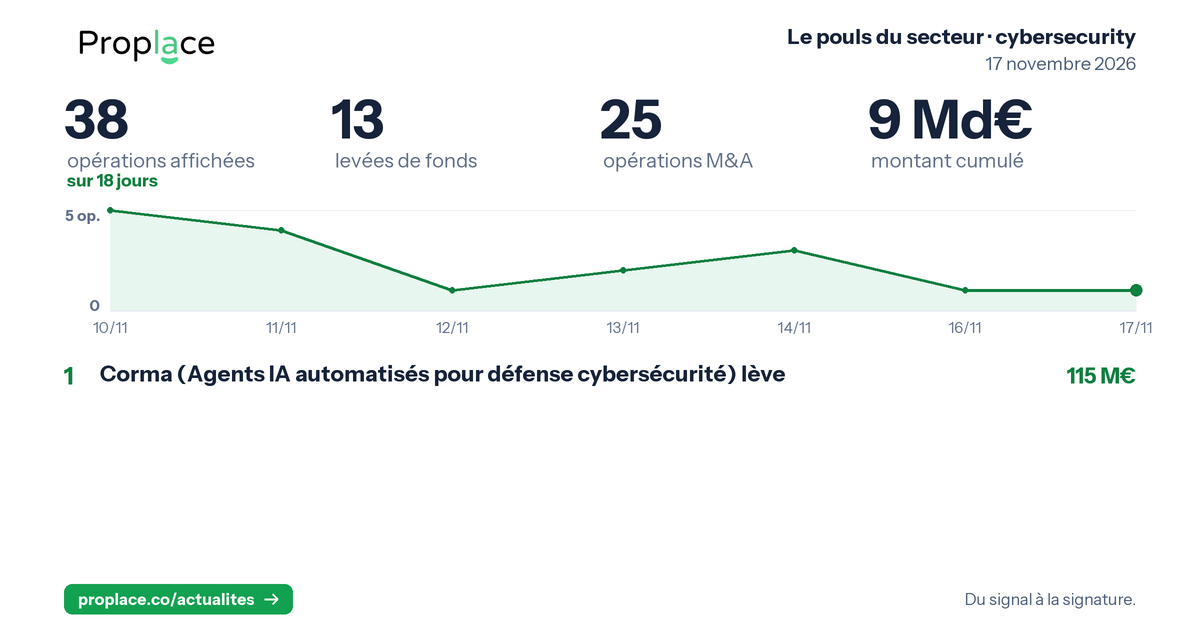 Proplace
Le pouls du secteur · cybersecurity
17 novembre 2026
38
opérations affichées
sur 18 jours
13
levées de fonds
25
opérations M&A
9 Md€
montant cumulé
5 op.
0
10/11
11/11
12/11
13/11
14/11
16/11
17/11
1 Corma (Agents IA automatisés pour défense cybersécurité) lève 115 M€
proplace.co/actualites →
Du signal à la signature.